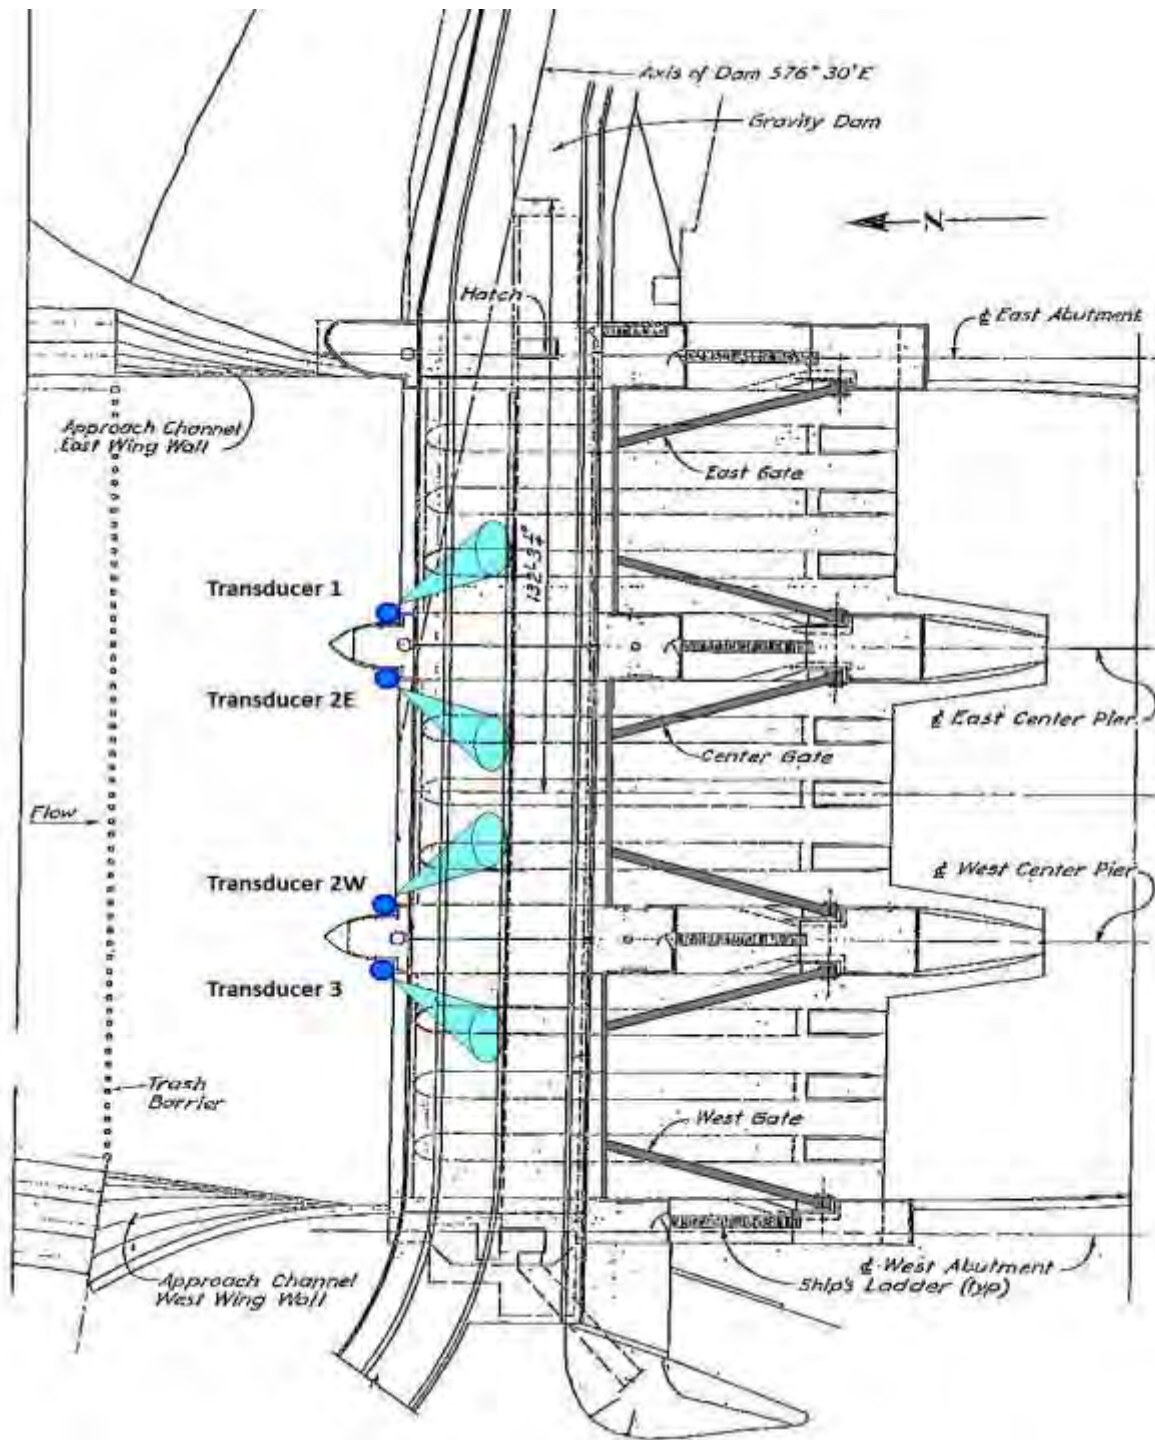 Axis of Dam S76° 30' E
Gravity Dam
N
Hatch
₵ East Abutment
Approach Channel
East Wing Wall
East Gate
Transducer 1
Transducer 2E
₵ East Center Pier
Center Gate
Flow
Transducer 2W
₵ West Center Pier
Transducer 3
Trash
Barrier
West Gate
₵ West Abutment
Ship's Ladder (typ)
Approach Channel
West Wing Wall